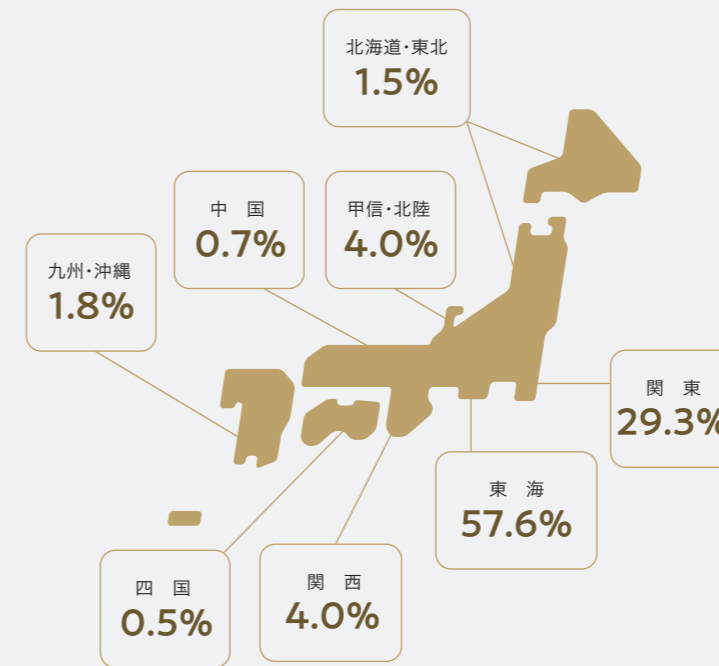 北海道・東北
1.5%
中　国
0.7%
甲信・北陸
4.0%
九州・沖縄
1.8%
関　東
29.3%
東　海
57.6%
四　国
0.5%
関　西
4.0%